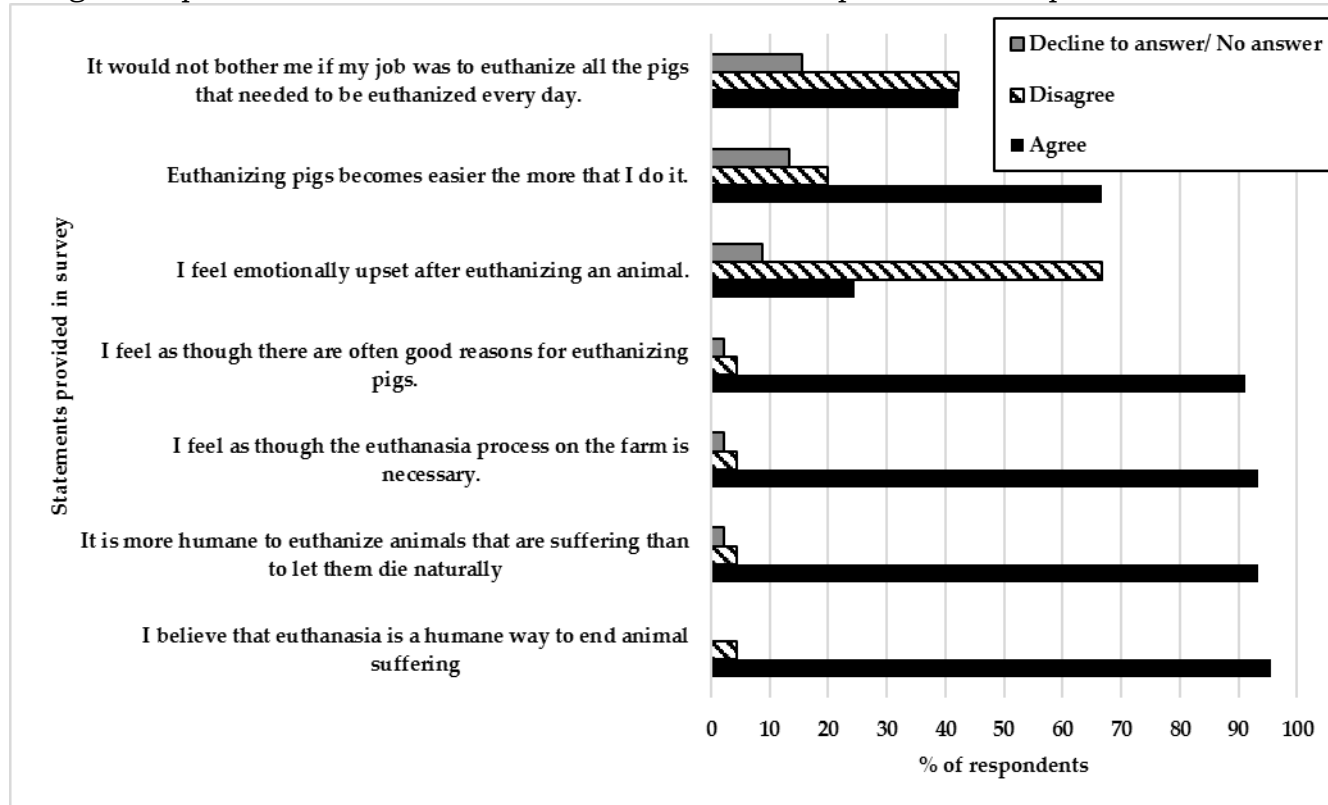 Decline to answer/ No answer
Disagree
Agree
It would not bother me if my job was to euthanize all the pigs
that needed to be euthanized every day.
Euthanizing pigs becomes easier the more that I do it.
I feel emotionally upset after euthanizing an animal.
I feel as though there are often good reasons for euthanizing
pigs.
I feel as though the euthanasia process on the farm is
necessary.
It is more humane to euthanize animals that are suffering than
to let them die naturally
I believe that euthanasia is a humane way to end animal
suffering
Statements provided in survey
0 10 20 30 40 50 60 70 80 90 100
% of respondents